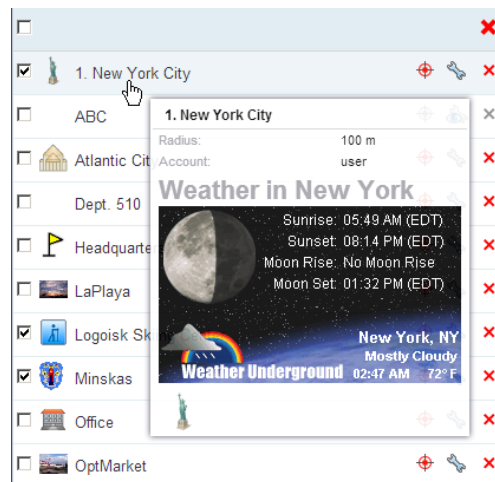 1. New York City
ABC
1. New York City
Radius: 100 m
Atlantic Cit
Account: user
Weather in New York
Dept. 510
Sunrise: 05:49 AM (EDT)
Sunset: 08:14 PM (EDT)
Headquarte
Moon Rise: No Moon Rise
Moon Set: 01:32 PM (EDT)
LaPlaya
Logoisk Sk
New York, NY
Mostly Cloudy
Weather Underground 02:47 AM 72° F
Minskas
Office
OptMarket